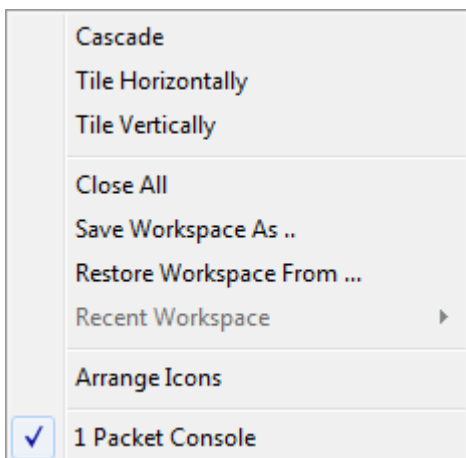 Cascade
Tile Horizontally
Tile Vertically
Close All
Save Workspace As ..
Restore Workspace From ...
Recent Workspace
Arrange Icons
1 Packet Console